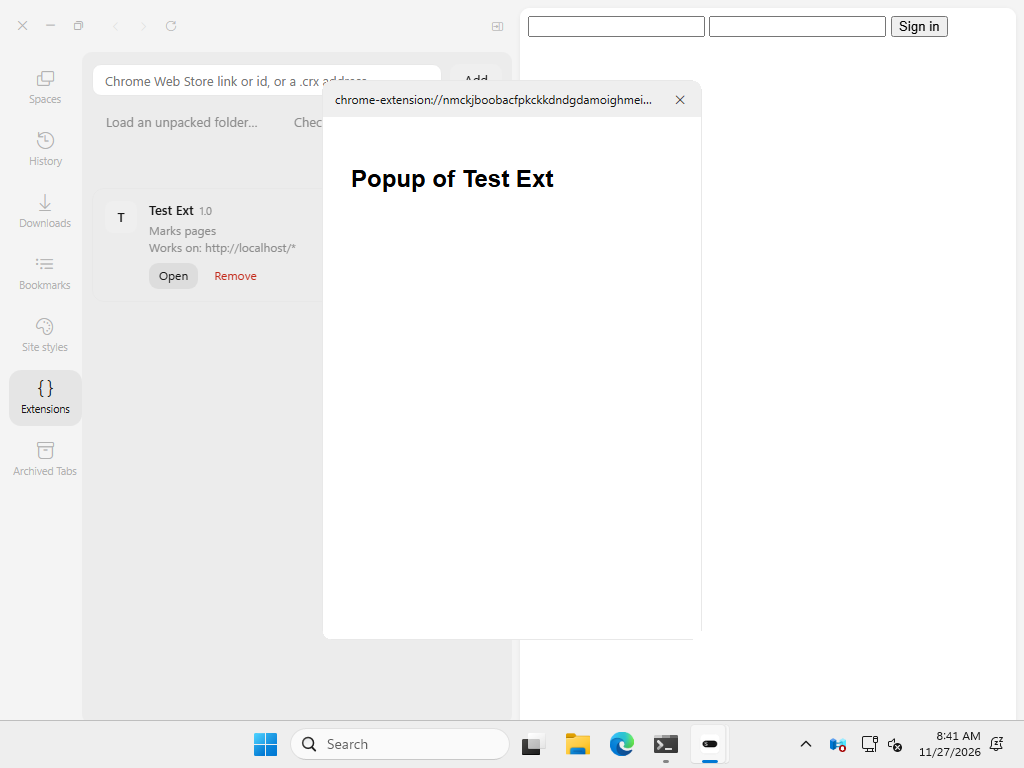 Sign in
Chrome Web Store link or id, or a .crx address
Add
chrome-extension://nmckjboobacfpkckkdndgdamoighmei...
Load an unpacked folder...
Chec
Popup of Test Ext
T
Test Ext 1.0
Marks pages
Works on: http://localhost/*
Open
Remove
Spaces
History
Downloads
Bookmarks
Site styles
{ }
Extensions
Archived Tabs
Search
8:41 AM
11/27/2026